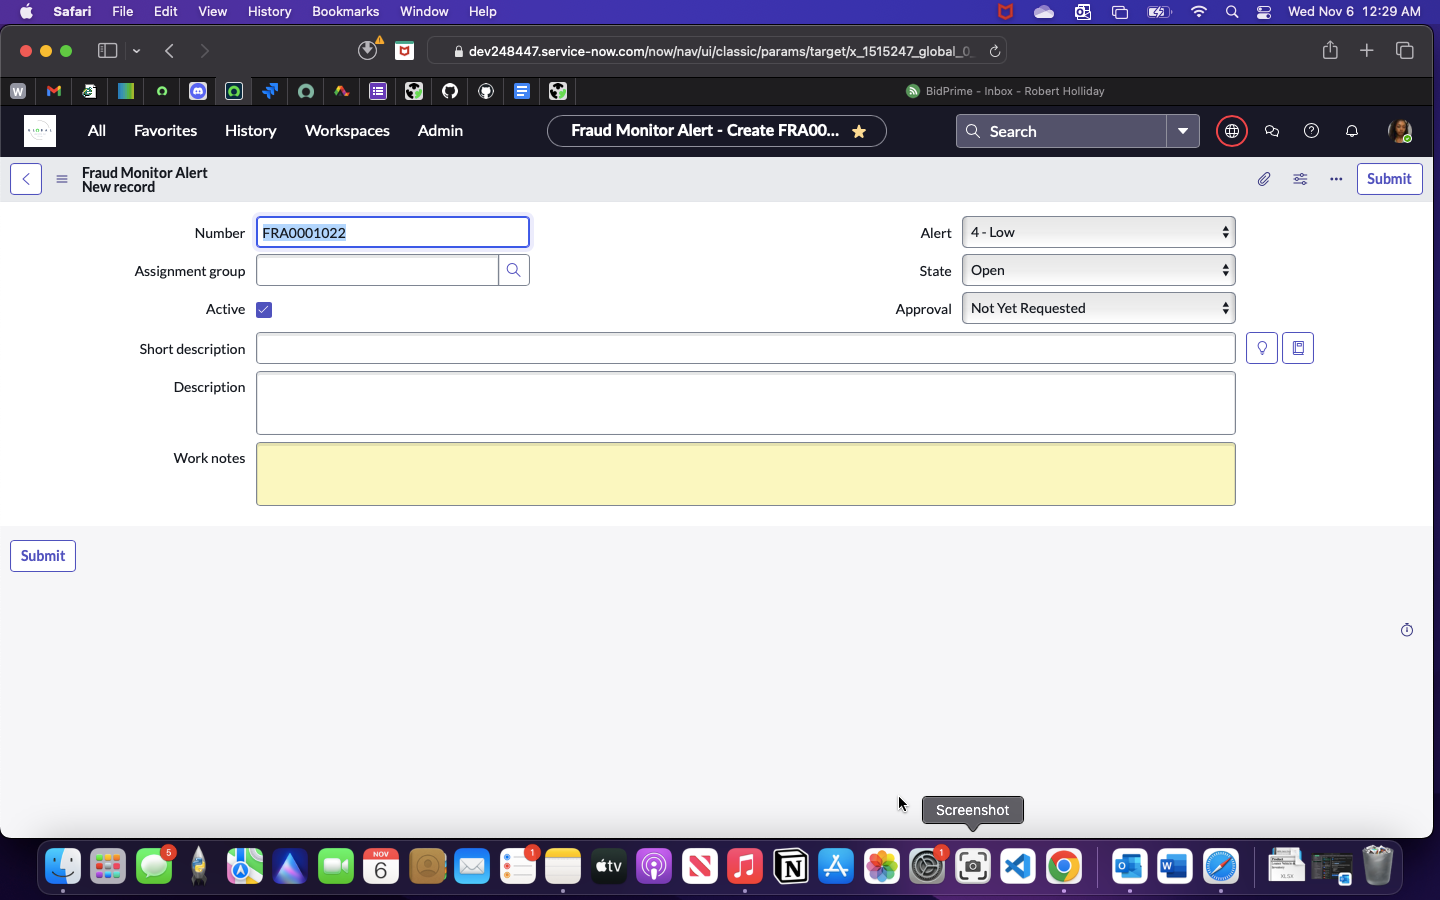 Safari File Edit View History Bookmarks Window Help Wed Nov 6 12:29 AM
dev248447.service-now.com/now/nav/ui/classic/params/target/x_1515247_global_0_
W BidPrime - Inbox - Robert Holliday
GLOBAL All Favorites History Workspaces Admin Fraud Monitor Alert - Create FRA00... Search
Fraud Monitor Alert
New record
Submit
Number FRA0001022 Alert 4 - Low
Assignment group State Open
Active Approval Not Yet Requested
Short description
Description
Work notes
Submit
Screenshot
5 NOV 6 1 tv 1
XLSX